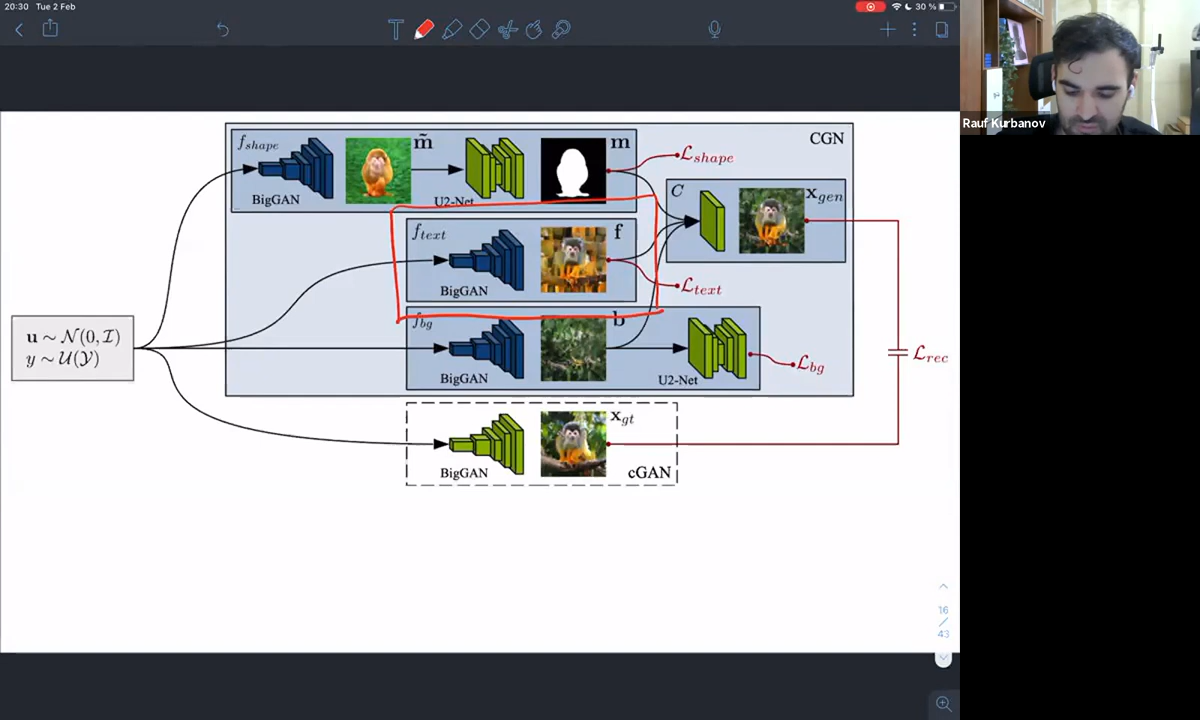 20:30 Tue 2 Feb
30 %
Rauf Kurbanov
CGN
f_shape
m̃
m
ℒ_shape
BigGAN
U2-Net
C
x_gen
f_text
f
BigGAN
ℒ_text
u ∼ 𝒩(0, ℐ)
y ∼ 𝒰(𝒴)
f_bg
b
BigGAN
U2-Net
ℒ_bg
ℒ_rec
x_gt
BigGAN
cGAN
16
/
43